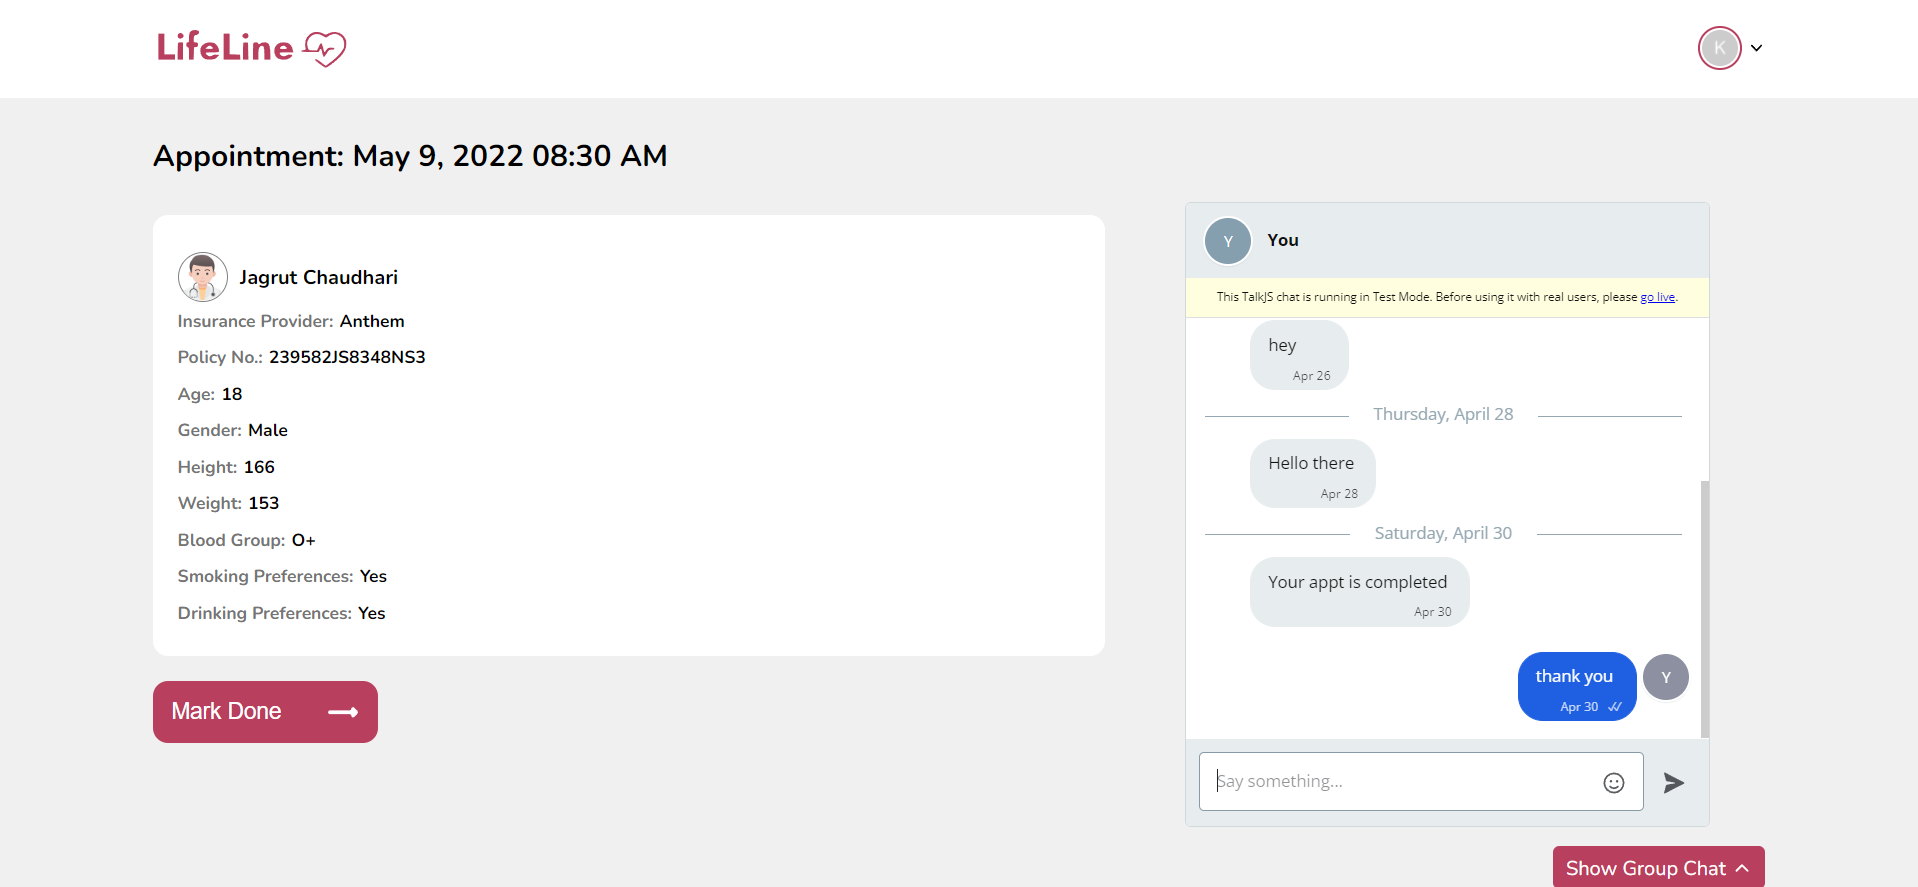 LifeLine
K
Appointment: May 9, 2022 08:30 AM
Jagrut Chaudhari
Insurance Provider: Anthem
Policy No.: 239582JS8348NS3
Age: 18
Gender: Male
Height: 166
Weight: 153
Blood Group: O+
Smoking Preferences: Yes
Drinking Preferences: Yes
Mark Done
Y
You
This TalkJS chat is running in Test Mode. Before using it with real users, please go live.
hey
Apr 26
Thursday, April 28
Hello there
Apr 28
Saturday, April 30
Your appt is completed
Apr 30
thank you
Apr 30
Y
Say something...
Show Group Chat